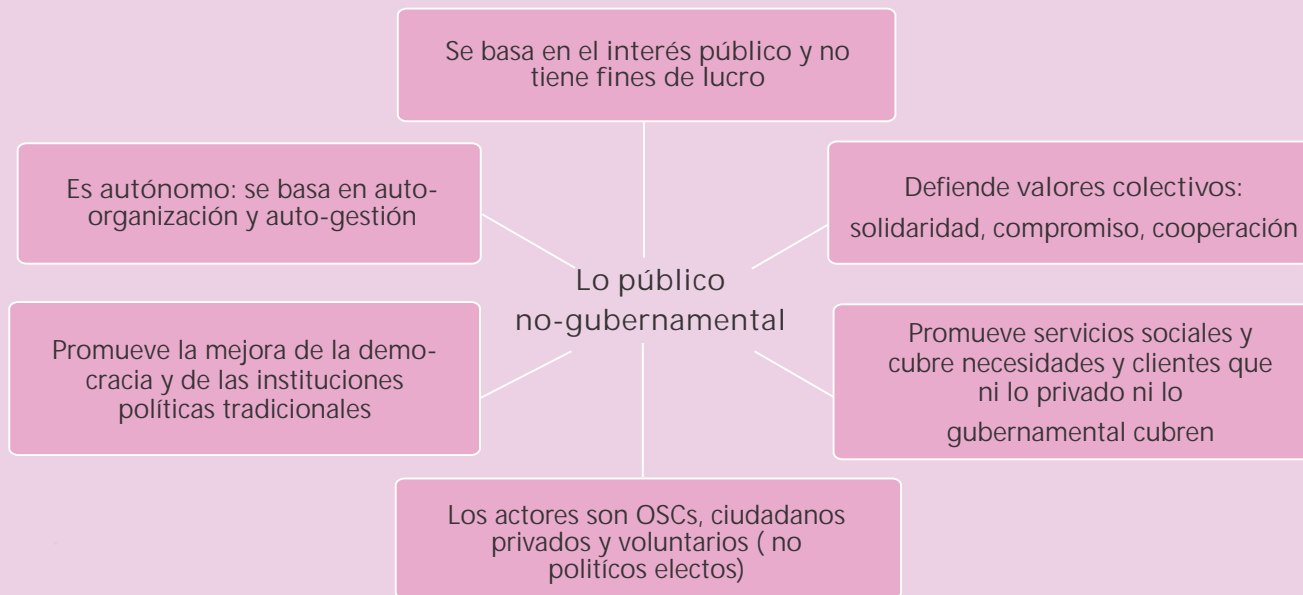 Se basa en el interés público y no
tiene fines de lucro
Es autónomo: se basa en auto-
organización y auto-gestión
Defiende valores colectivos:
solidaridad, compromiso, cooperación
Lo público
no-gubernamental
Promueve la mejora de la demo-
cracia y de las instituciones
políticas tradicionales
Promueve servicios sociales y
cubre necesidades y clientes que
ni lo privado ni lo
gubernamental cubren
Los actores son OSCs, ciudadanos
privados y voluntarios ( no
politícos electos)